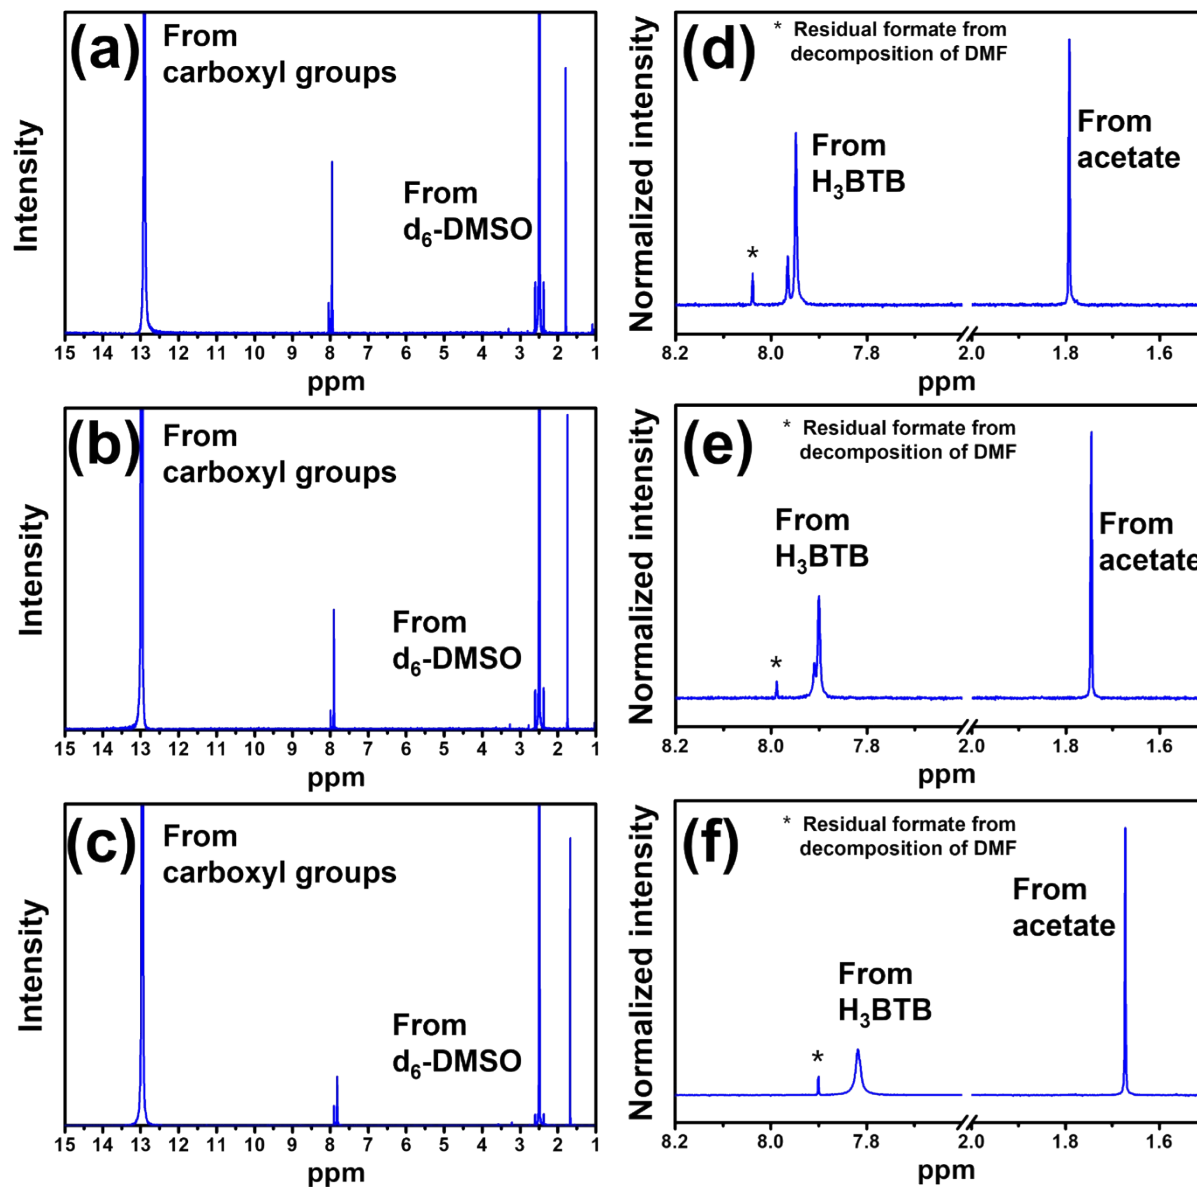 (a)
From
carboxyl groups
From
d6-DMSO
Intensity
15 14 13 12 11 10 9 8 7 6 5 4 3 2 1
ppm
(d)
* Residual formate from
decomposition of DMF
*
From
H3BTB
From
acetate
Normalized intensity
8.2 8.0 7.8 2.0 1.8 1.6
ppm
(b)
From
carboxyl groups
From
d6-DMSO
Intensity
15 14 13 12 11 10 9 8 7 6 5 4 3 2 1
ppm
(e)
* Residual formate from
decomposition of DMF
*
From
H3BTB
From
acetate
Normalized intensity
8.2 8.0 7.8 2.0 1.8 1.6
ppm
(c)
From
carboxyl groups
From
d6-DMSO
Intensity
15 14 13 12 11 10 9 8 7 6 5 4 3 2 1
ppm
(f)
* Residual formate from
decomposition of DMF
From
acetate
From
H3BTB
*
Normalized intensity
8.2 8.0 7.8 2.0 1.8 1.6
ppm